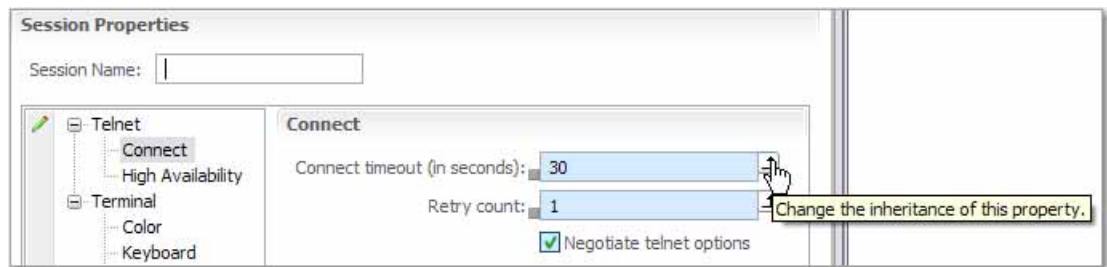 Session Properties
Session Name:
Telnet
Connect
High Availability
Terminal
Color
Keyboard
Connect
Connect timeout (in seconds): 30
Retry count: 1
Change the inheritance of this property.
Negotiate telnet options